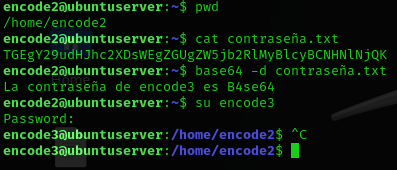 encode2@ubuntuserver:~$ pwd
/home/encode2
encode2@ubuntuserver:~$ cat contraseña.txt
TGEgY29udHJhc2XDsWEgZGUgZW5jb2RlMyBlcyBCNHNlNjQK
encode2@ubuntuserver:~$ base64 -d contraseña.txt
Home
La contraseña de encode3 es B4se64
encode2@ubuntuserver:~$ su encode3
Password:
encode3@ubuntuserver:/home/encode2$ ^C
encode3@ubuntuserver:/home/encode2$